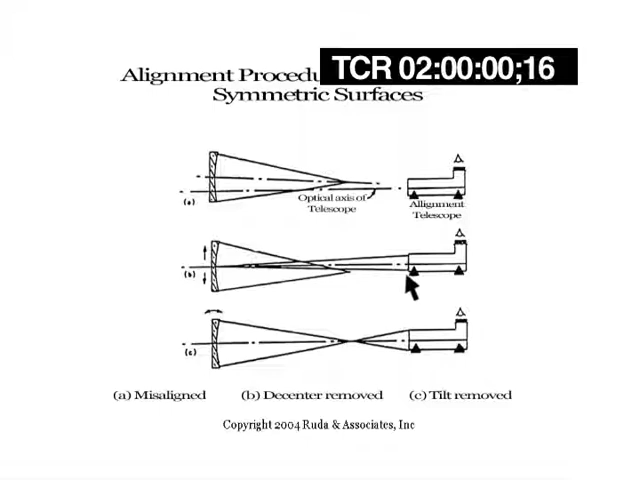 Alignment Procedu
TCR 02:00:00;16
Symmetric Surfaces
(a)
Optical axis of
Telescope
Allignment
Telescope
(b)
(c)
(a) Misaligned (b) Decenter removed (c) Tilt removed
Copyright 2004 Ruda & Associates, Inc